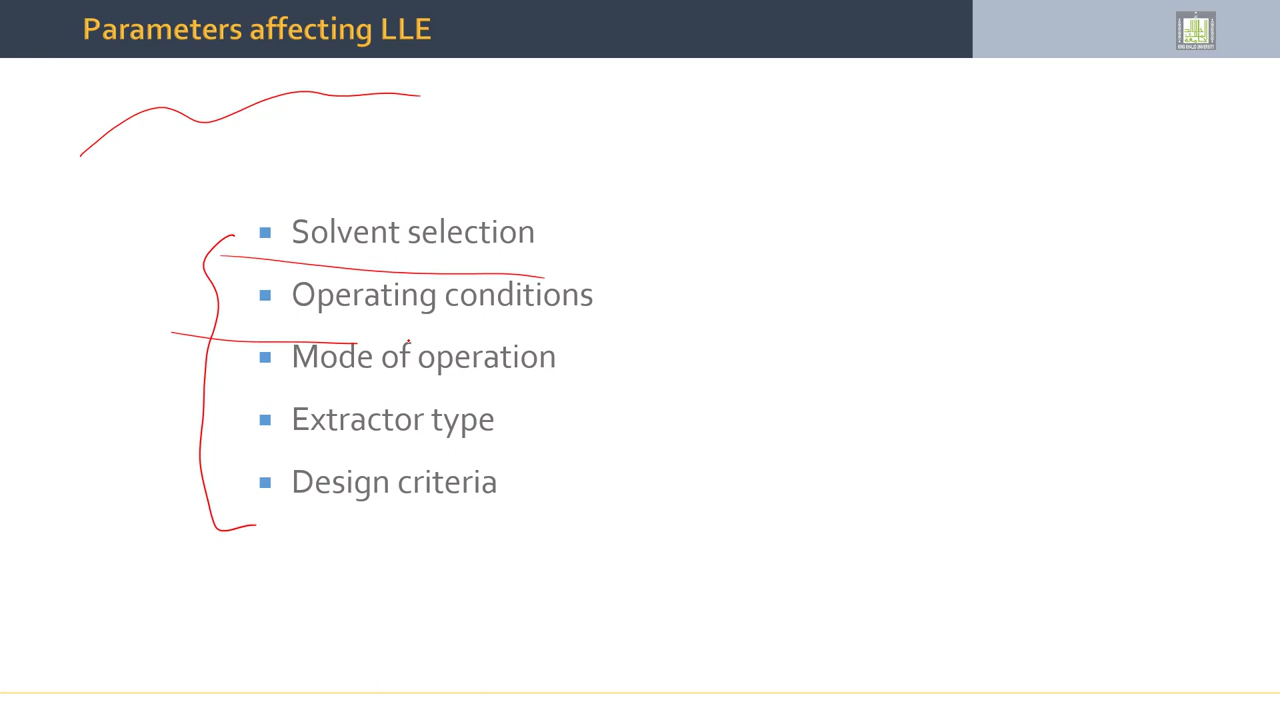 Parameters affecting LLE
Solvent selection
Operating conditions
Mode of operation
Extractor type
Design criteria